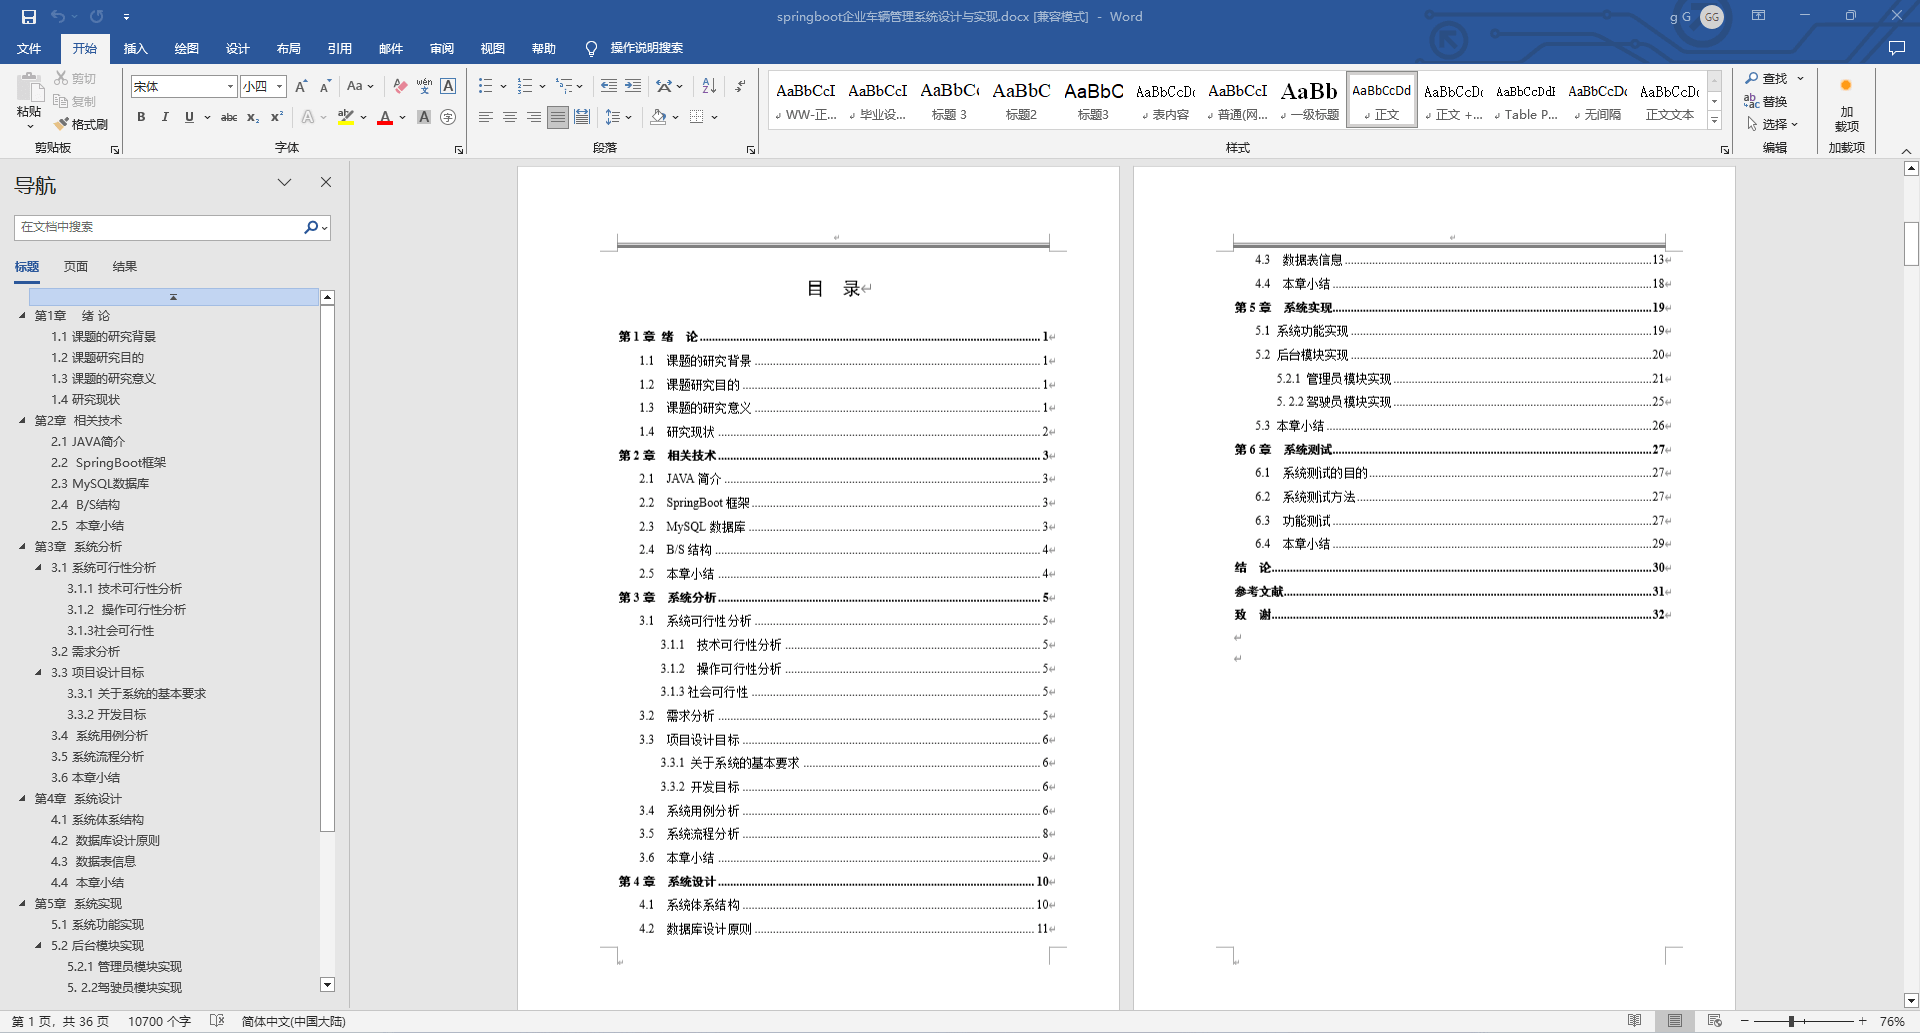 springboot企业车辆管理系统设计与实现.docx [兼容模式] - Word
g G
GG
文件 开始 插入 绘图 设计 布局 引用 邮件 审阅 视图 帮助 操作说明搜索
粘贴
剪切
复制
格式刷
剪贴板
宋体 小四
字体
段落
AaBbCcI AaBbCcI AaBbCc AaBbC AaBbC AaBbCcDc AaBbCcI AaBb AaBbCcDd AaBbCcDc AaBbCcDdI AaBbCcDc AaBbCcDc
WW-正... 毕业设... 标题 3 标题2 标题3 表内容 普通(网... 一级标题 正文 正文 +... Table P... 无间隔 正文文本
样式
查找
替换
选择
编辑
加载项
加载项
导航
在文档中搜索
标题 页面 结果
第1章 绪 论
1.1 课题的研究背景
1.2 课题研究目的
1.3 课题的研究意义
1.4 研究现状
第2章 相关技术
2.1 JAVA简介
2.2 SpringBoot框架
2.3 MySQL数据库
2.4 B/S结构
2.5 本章小结
第3章 系统分析
3.1 系统可行性分析
3.1.1 技术可行性分析
3.1.2 操作可行性分析
3.1.3社会可行性
3.2 需求分析
3.3 项目设计目标
3.3.1 关于系统的基本要求
3.3.2 开发目标
3.4 系统用例分析
3.5 系统流程分析
3.6 本章小结
第4章 系统设计
4.1 系统体系结构
4.2 数据库设计原则
4.3 数据表信息
4.4 本章小结
第5章 系统实现
5.1 系统功能实现
5.2 后台模块实现
5.2.1 管理员模块实现
5. 2.2驾驶员模块实现
目 录
第 1 章 绪 论 1
1.1 课题的研究背景 1
1.2 课题研究目的 1
1.3 课题的研究意义 1
1.4 研究现状 2
第 2 章 相关技术 3
2.1 JAVA 简介 3
2.2 SpringBoot 框架 3
2.3 MySQL 数据库 3
2.4 B/S 结构 4
2.5 本章小结 4
第 3 章 系统分析 5
3.1 系统可行性分析 5
3.1.1 技术可行性分析 5
3.1.2 操作可行性分析 5
3.1.3 社会可行性 5
3.2 需求分析 5
3.3 项目设计目标 6
3.3.1 关于系统的基本要求 6
3.3.2 开发目标 6
3.4 系统用例分析 6
3.5 系统流程分析 8
3.6 本章小结 9
第 4 章 系统设计 10
4.1 系统体系结构 10
4.2 数据库设计原则 11
4.3 数据表信息 13
4.4 本章小结 18
第 5 章 系统实现 19
5.1 系统功能实现 19
5.2 后台模块实现 20
5.2.1 管理员模块实现 21
5. 2.2 驾驶员模块实现 25
5.3 本章小结 26
第 6 章 系统测试 27
6.1 系统测试的目的 27
6.2 系统测试方法 27
6.3 功能测试 27
6.4 本章小结 29
结 论 30
参考文献 31
致 谢 32
第 1 页，共 36 页 10700 个字 简体中文(中国大陆) 76%